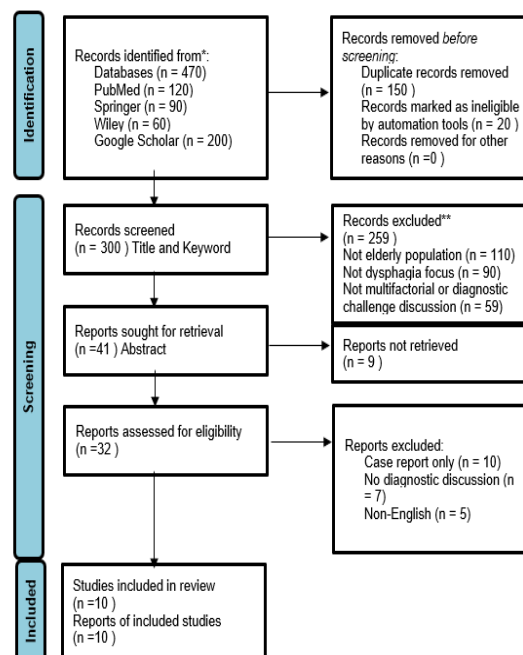 Identification
Records identified from*:
Databases (n = 470)
PubMed (n = 120)
Springer (n = 90)
Wiley (n = 60)
Google Scholar (n = 200)
Records removed before
screening:
Duplicate records removed
(n = 150 )
Records marked as ineligible
by automation tools (n = 20 )
Records removed for other
reasons (n =0 )
Screening
Records screened
(n = 300 ) Title and Keyword
Records excluded**
(n = 259 )
Not elderly population (n = 110)
Not dysphagia focus (n = 90)
Not multifactorial or diagnostic
challenge discussion (n = 59)
Reports sought for retrieval
(n =41 ) Abstract
Reports not retrieved
(n = 9 )
Reports assessed for eligibility
(n =32 )
Reports excluded:
Case report only (n = 10)
No diagnostic discussion (n
= 7)
Non-English (n = 5)
Included
Studies included in review
(n =10 )
Reports of included studies
(n =10 )